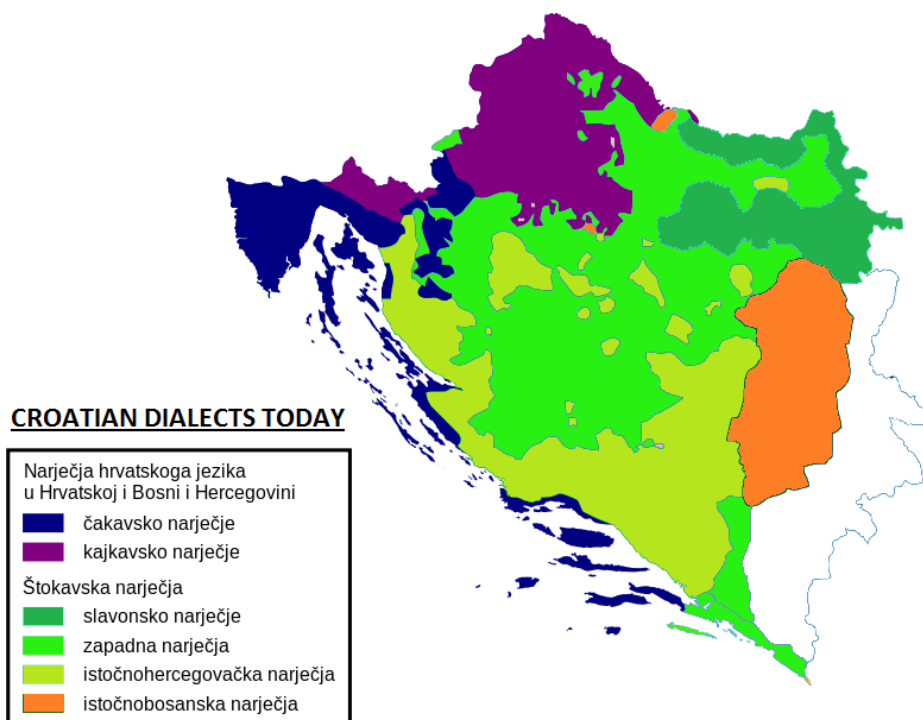 CROATIAN DIALECTS TODAY
Narječja hrvatskoga jezika
u Hrvatskoj i Bosni i Hercegovini
čakavsko narječje
kajkavsko narječje
Štokavska narječja
slavonsko narječje
zapadna narječja
istočnohercegovačka narječja
istočnobosanska narječja